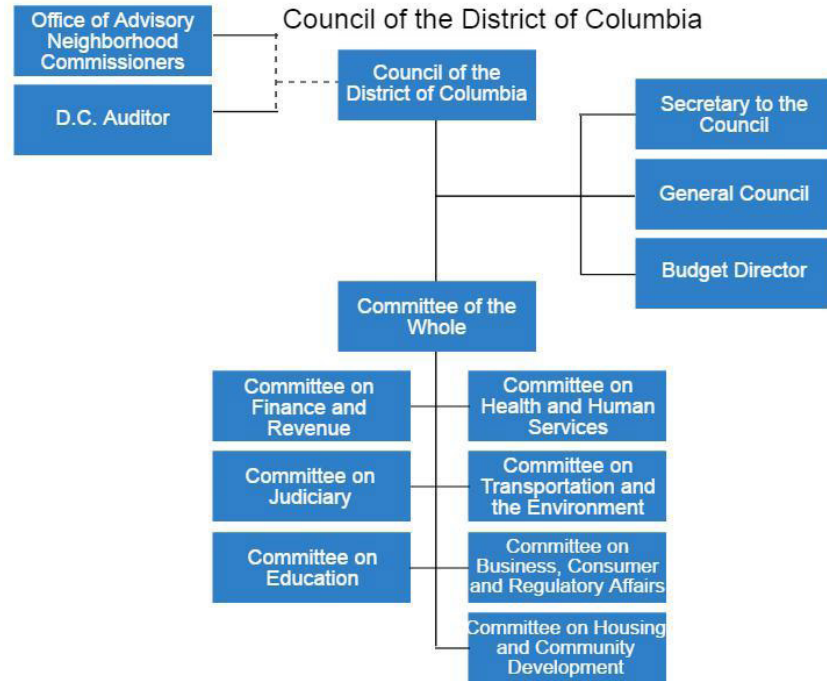 Council of the District of Columbia
Office of Advisory
Neighborhood
Commissioners
D.C. Auditor
Council of the
District of Columbia
Secretary to the
Council
General Council
Budget Director
Committee of the
Whole
Committee on
Finance and
Revenue
Committee on
Health and Human
Services
Committee on
Judiciary
Committee on
Transportation and
the Environment
Committee on
Education
Committee on
Business, Consumer
and Regulatory Affairs
Committee on Housing
and Community
Development